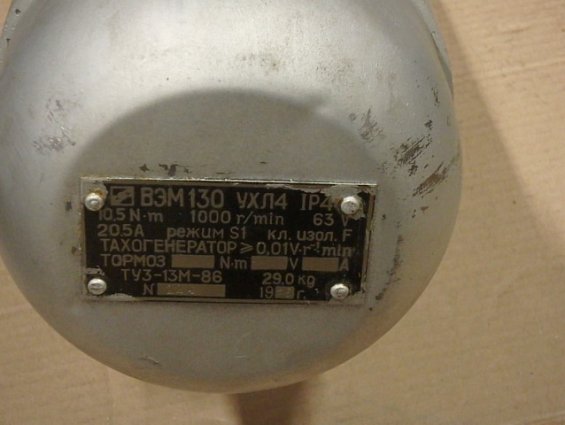 ВЭМ130 УХЛ4 IP4
10,5 N·m 1000 r/min 63 V
20.5A режим S1 кл. изол. F
ТАХОГЕНЕРАТОР ≥ 0,01V·r⁻¹·min
ТОРМОЗ N·m V A
ТУ3-13М-86 29.0 kg
N 19 г.